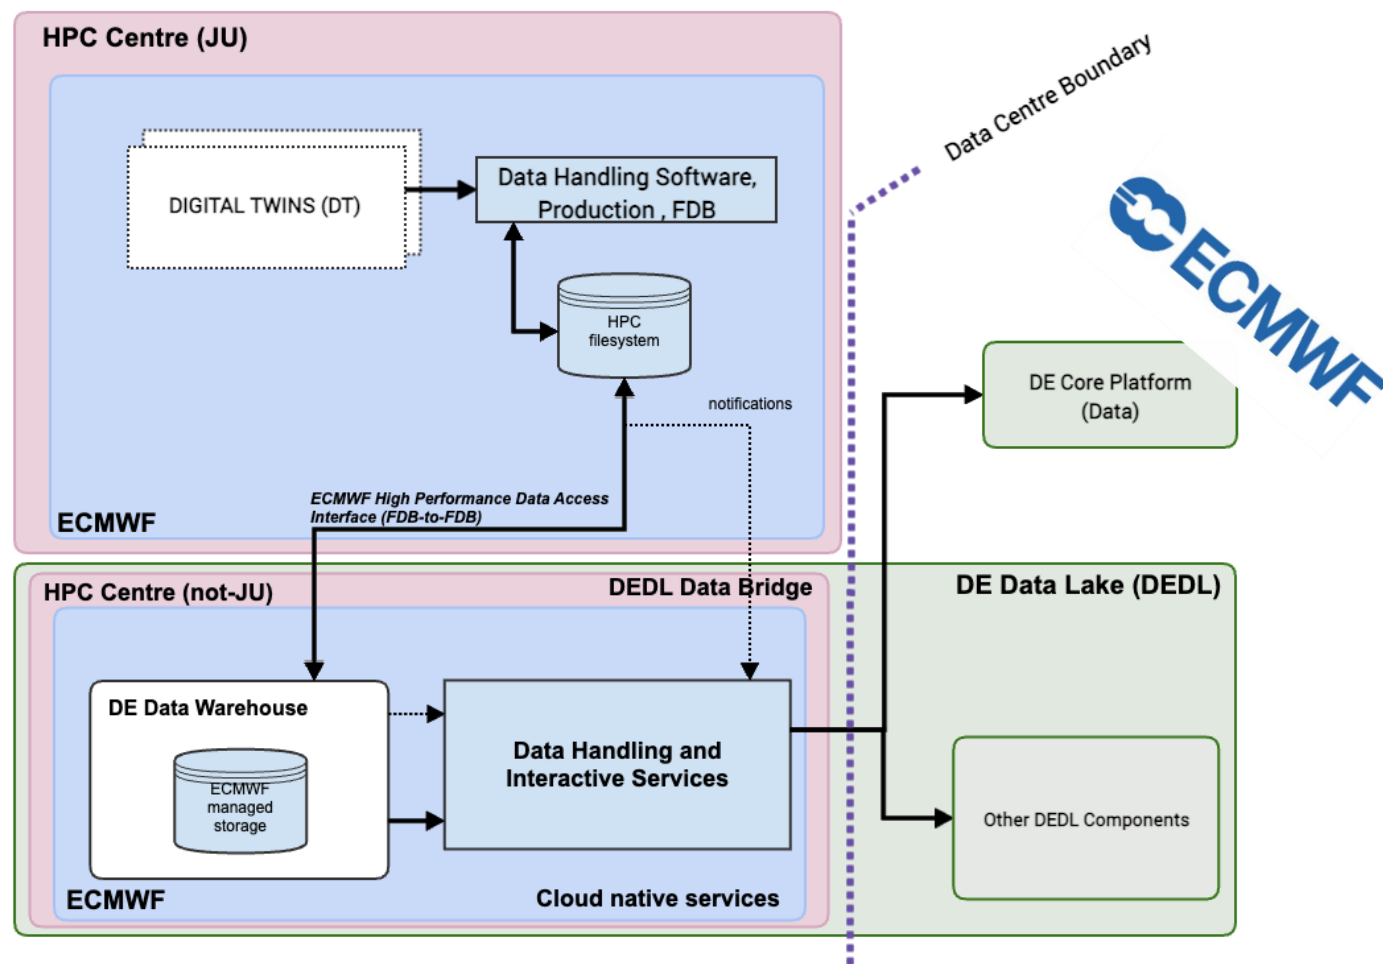 HPC Centre (JU)
Data Centre Boundary
DIGITAL TWINS (DT)
Data Handling Software,
Production , FDB
ECMWF
HPC
filesystem
DE Core Platform
(Data)
notifications
ECMWF High Performance Data Access
Interface (FDB-to-FDB)
ECMWF
HPC Centre (not-JU)
DEDL Data Bridge
DE Data Lake (DEDL)
DE Data Warehouse
Data Handling and
Interactive Services
ECMWF
managed
storage
Other DEDL Components
ECMWF
Cloud native services